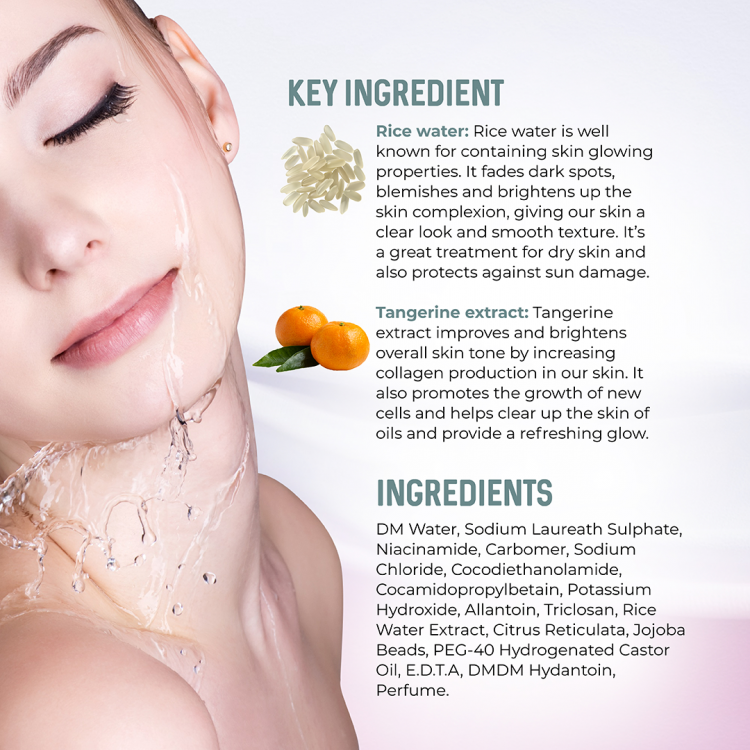 KEY INGREDIENT
Rice water: Rice water is well
known for containing skin glowing
properties. It fades dark spots,
blemishes and brightens up the
skin complexion, giving our skin a
clear look and smooth texture. It's
a great treatment for dry skin and
also protects against sun damage.
Tangerine extract: Tangerine
extract improves and brightens
overall skin tone by increasing
collagen production in our skin. It
also promotes the growth of new
cells and helps clear up the skin of
oils and provide a refreshing glow.
INGREDIENTS
DM Water, Sodium Laureath Sulphate,
Niacinamide, Carbomer, Sodium
Chloride, Cocodiethanolamide,
Cocamidopropylbetain, Potassium
Hydroxide, Allantoin, Triclosan, Rice
Water Extract, Citrus Reticulata, Jojoba
Beads, PEG-40 Hydrogenated Castor
Oil, E.D.T.A, DMDM Hydantoin,
Perfume.